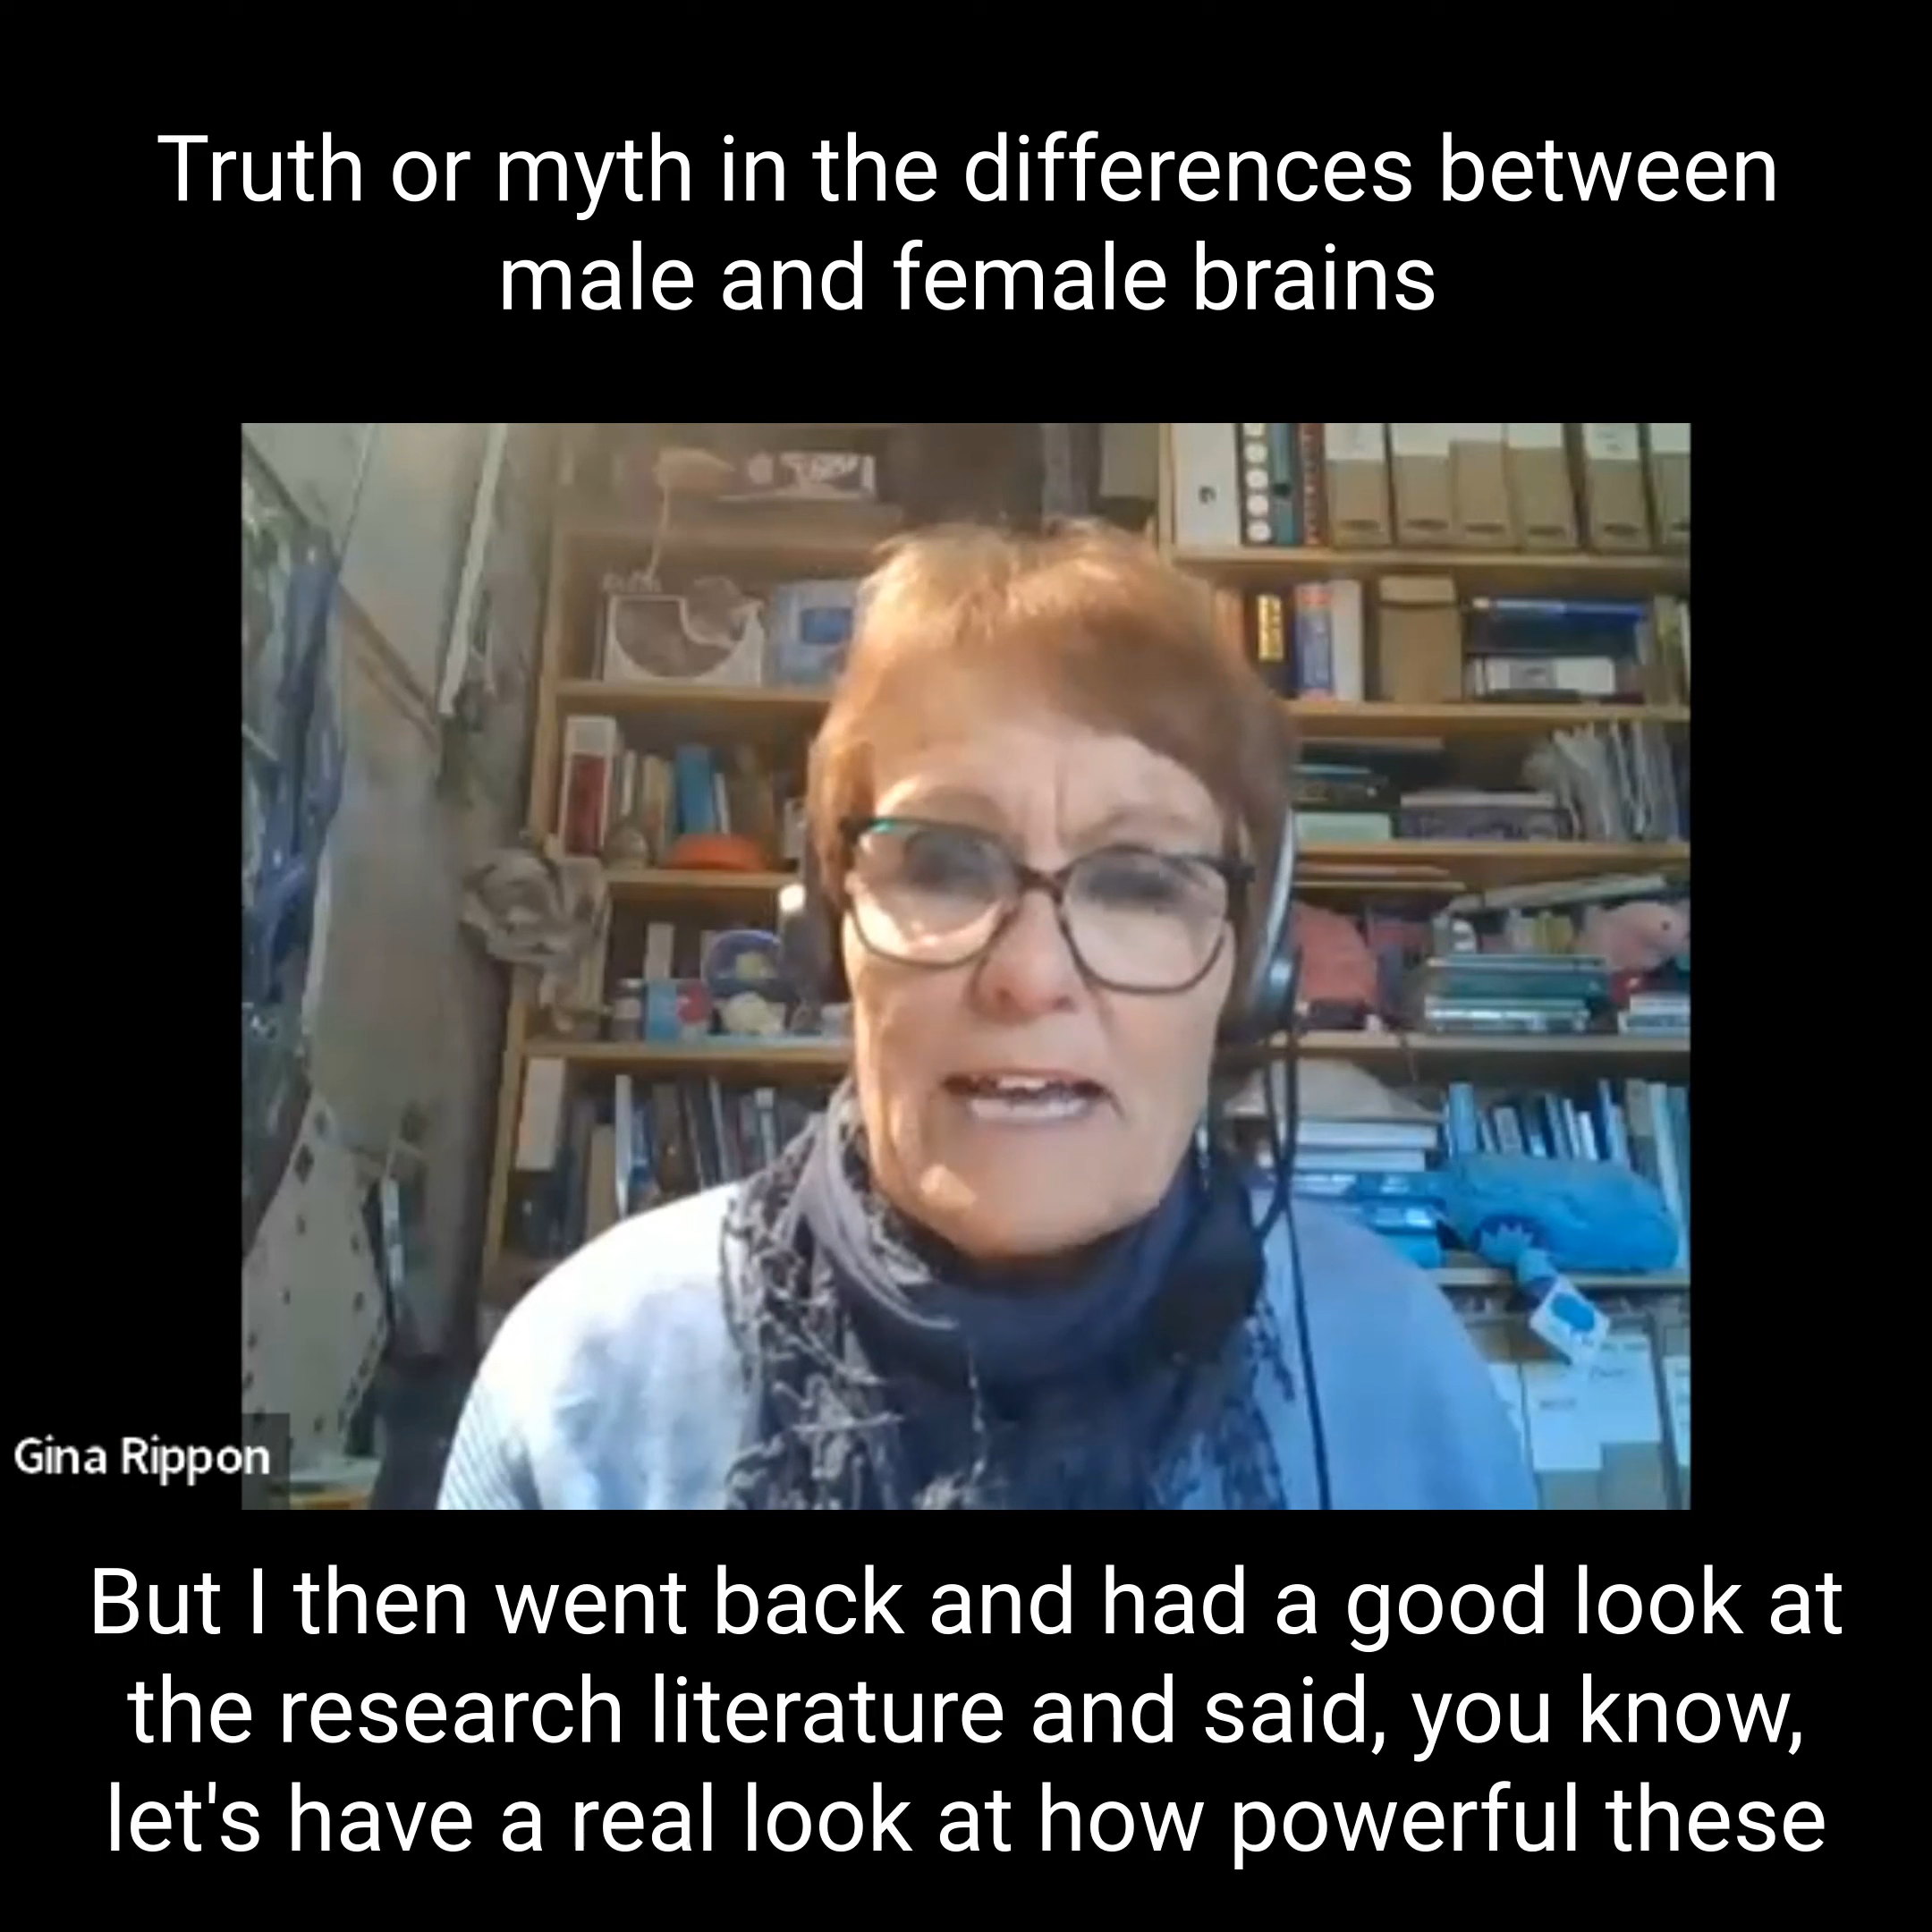 Truth or myth in the differences between
male and female brains
Gina Rippon
But I then went back and had a good look at
the research literature and said, you know,
let's have a real look at how powerful these